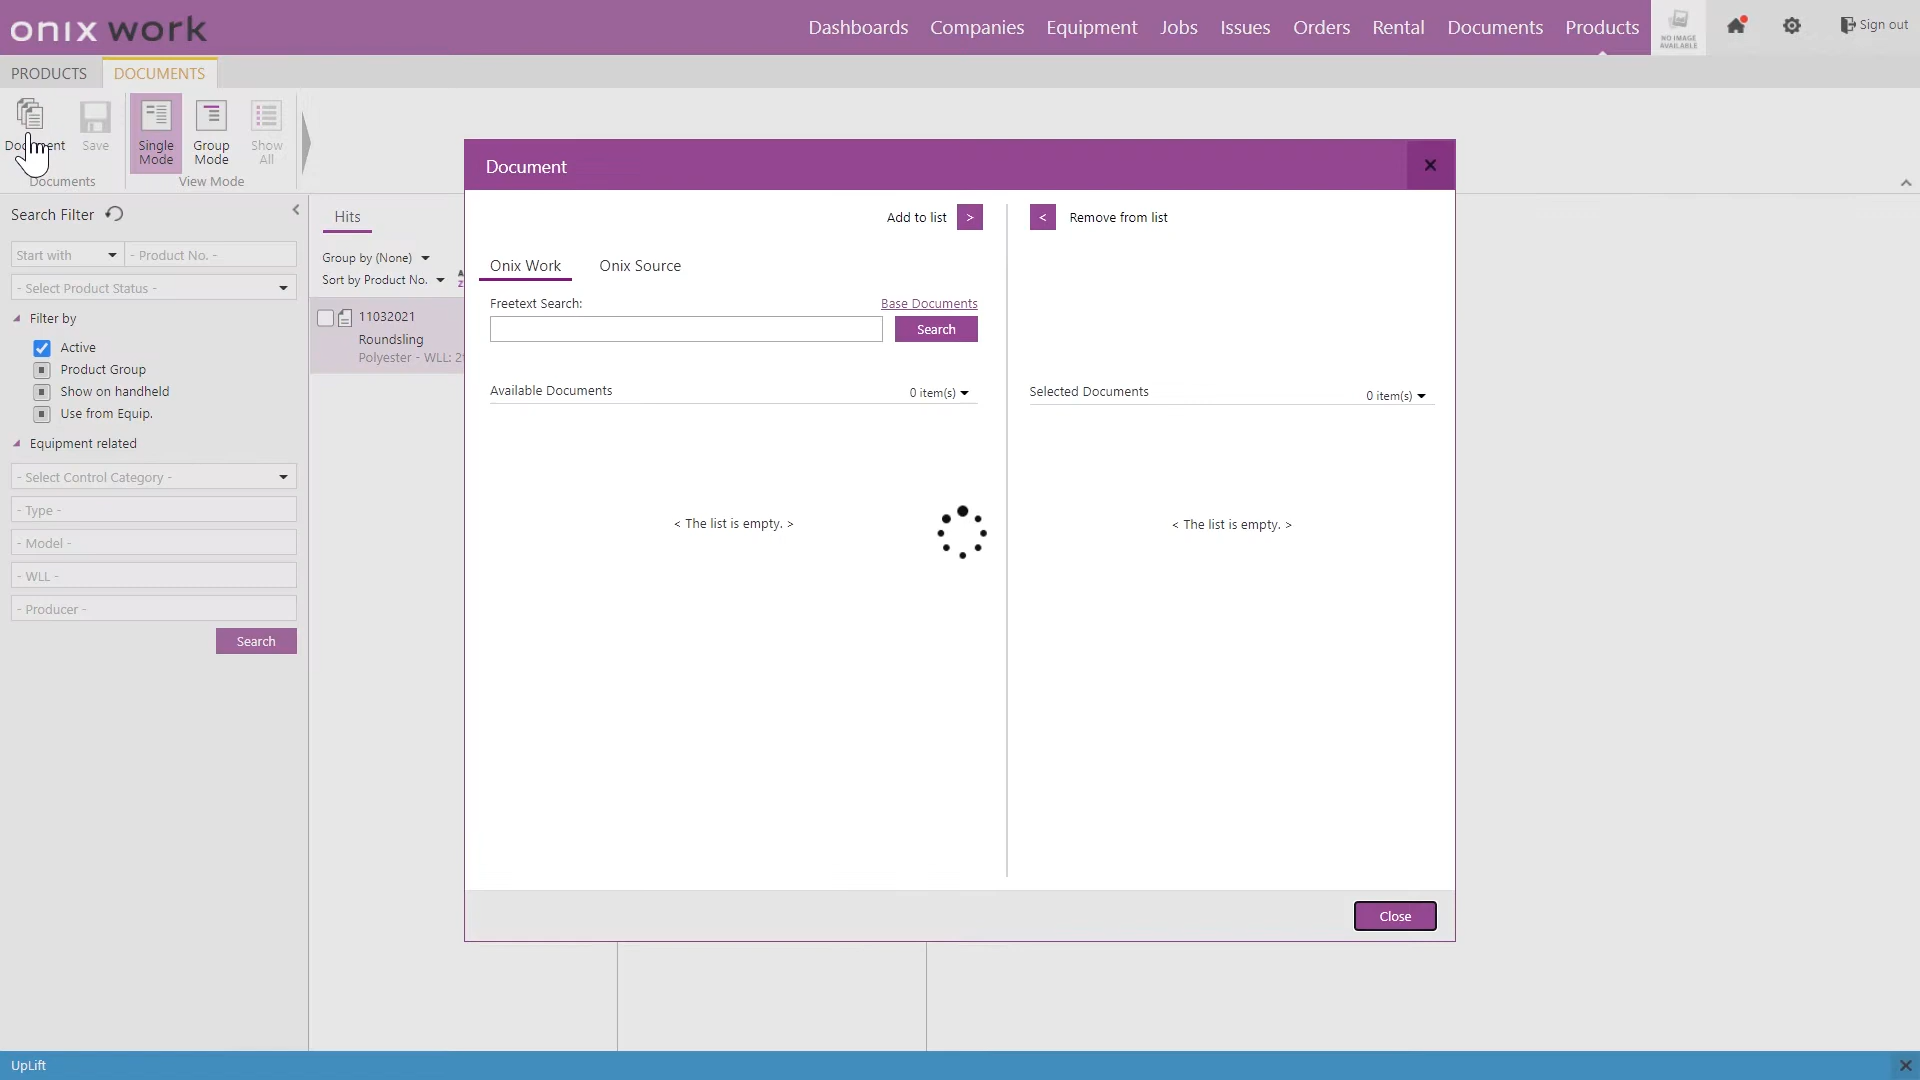 onix work
Dashboards Companies Equipment Jobs Issues Orders Rental Documents Products
NO IMAGE
AVAILABLE
Sign out
PRODUCTS DOCUMENTS
Document Save
Single
Mode
Group
Mode
Show
All
Documents
View Mode
Search Filter
Start with
- Product No. -
- Select Product Status -
Filter by
Active
Product Group
Show on handheld
Use from Equip.
Equipment related
- Select Control Category -
- Type -
- Model -
- WLL -
- Producer -
Search
Hits
Group by (None)
Sort by Product No.
11032021
Roundsling
Polyester - WLL: 2
Document
×
Add to list >
< Remove from list
Onix Work Onix Source
Freetext Search:
Base Documents
Search
Available Documents
0 item(s)
< The list is empty. >
Selected Documents
0 item(s)
< The list is empty. >
Close
UpLift